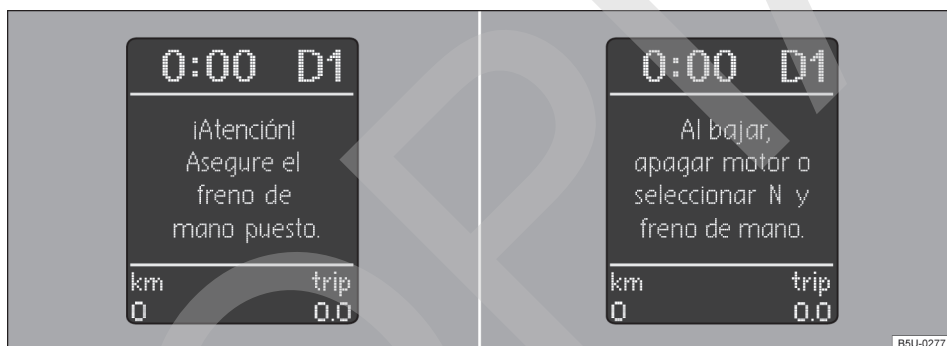 0:00 D1
¡Atención!
Asegure el
freno de
mano puesto.
km trip
0 0.0
0:00 D1
Al bajar,
apagar motor o
seleccionar N y
freno de mano.
km trip
0 0.0
B5U-0277